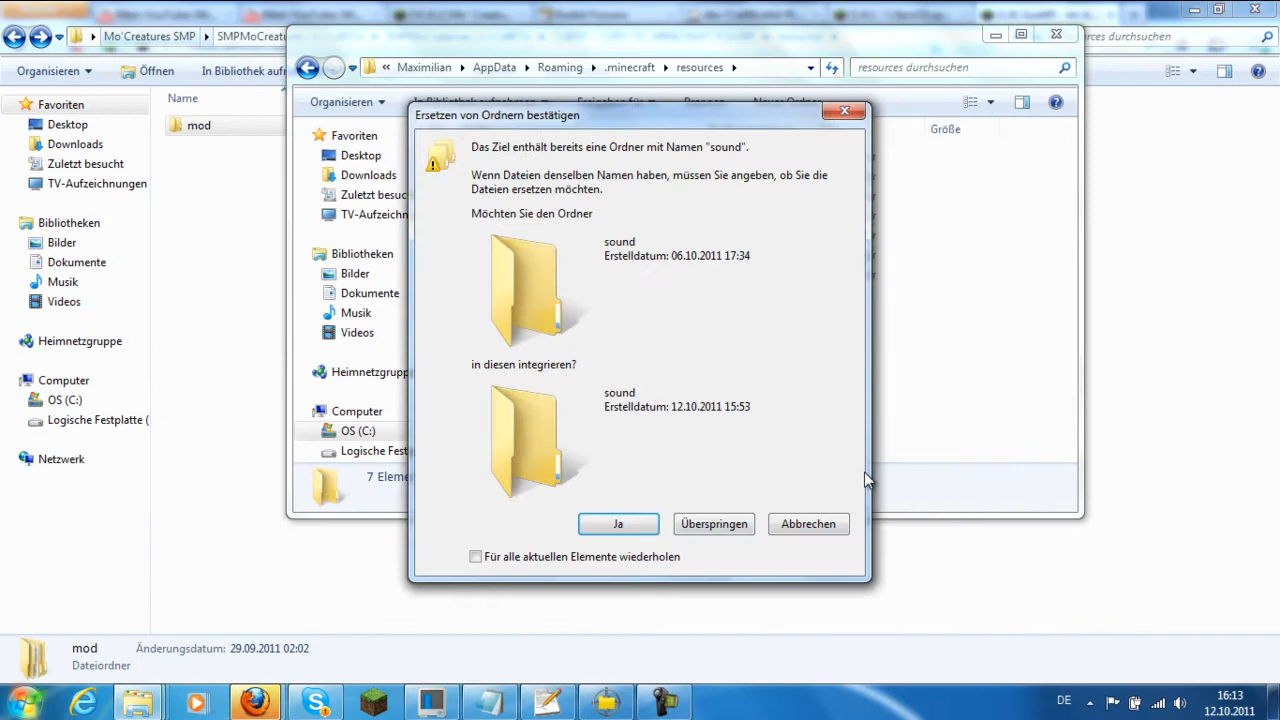 Mo'Creatures SMP
SMPMoCreatu
rces durchsuchen
Organisieren
Öffnen
In Bibliothek auf
Favoriten
Desktop
Downloads
Zuletzt besucht
TV-Aufzeichnungen
Bibliotheken
Bilder
Dokumente
Musik
Videos
Heimnetzgruppe
Computer
OS (C:)
Logische Festplatte (
Netzwerk
Name
mod
« Maximilian AppData Roaming .minecraft resources
resources durchsuchen
Organisieren
Größe
Favoriten
Desktop
Downloads
Zuletzt besuc
TV-Aufzeichn
Bibliotheken
Bilder
Dokumente
Musik
Videos
Heimnetzgrupp
Computer
OS (C:)
Logische Fest
7 Eleme
Ersetzen von Ordnern bestätigen
Das Ziel enthält bereits eine Ordner mit Namen "sound".
Wenn Dateien denselben Namen haben, müssen Sie angeben, ob Sie die
Dateien ersetzen möchten.
Möchten Sie den Ordner
sound
Erstelldatum: 06.10.2011 17:34
in diesen integrieren?
sound
Erstelldatum: 12.10.2011 15:53
Ja
Überspringen
Abbrechen
Für alle aktuellen Elemente wiederholen
mod
Änderungsdatum: 29.09.2011 02:02
Dateiordner
DE
16:13
12.10.2011